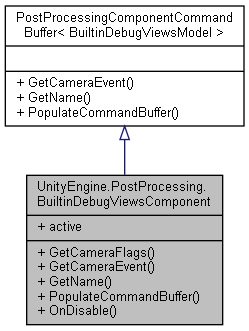 PostProcessingComponentCommand
Buffer< BuiltinDebugViewsModel >
+ GetCameraEvent()
+ GetName()
+ PopulateCommandBuffer()
UnityEngine.PostProcessing.
BuiltinDebugViewsComponent
+ active
+ GetCameraFlags()
+ GetCameraEvent()
+ GetName()
+ PopulateCommandBuffer()
+ OnDisable()